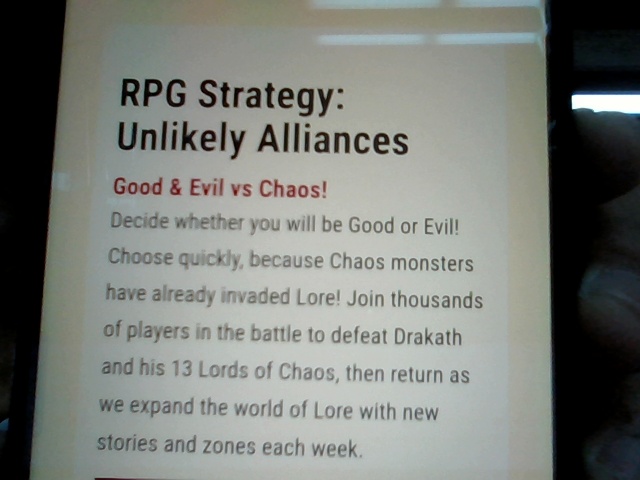 RPG Strategy:
Unlikely Alliances
Good & Evil vs Chaos!
Decide whether you will be Good or Evil!
Choose quickly, because Chaos monsters
have already invaded Lore! Join thousands
of players in the battle to defeat Drakath
and his 13 Lords of Chaos, then return as
we expand the world of Lore with new
stories and zones each week.